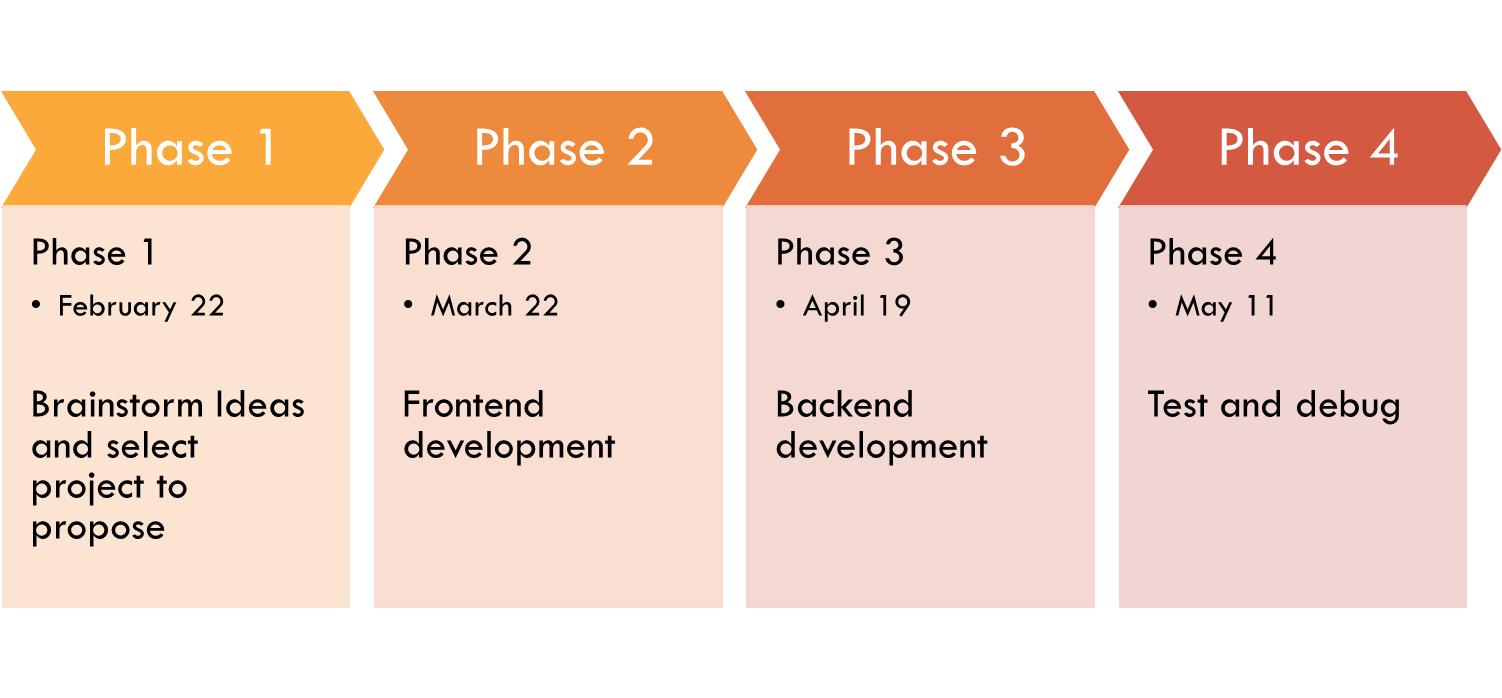 Phase 1
Phase 2
Phase 3
Phase 4
Phase 1
• February 22
Brainstorm Ideas
and select
project to
propose
Phase 2
• March 22
Frontend
development
Phase 3
• April 19
Backend
development
Phase 4
• May 11
Test and debug